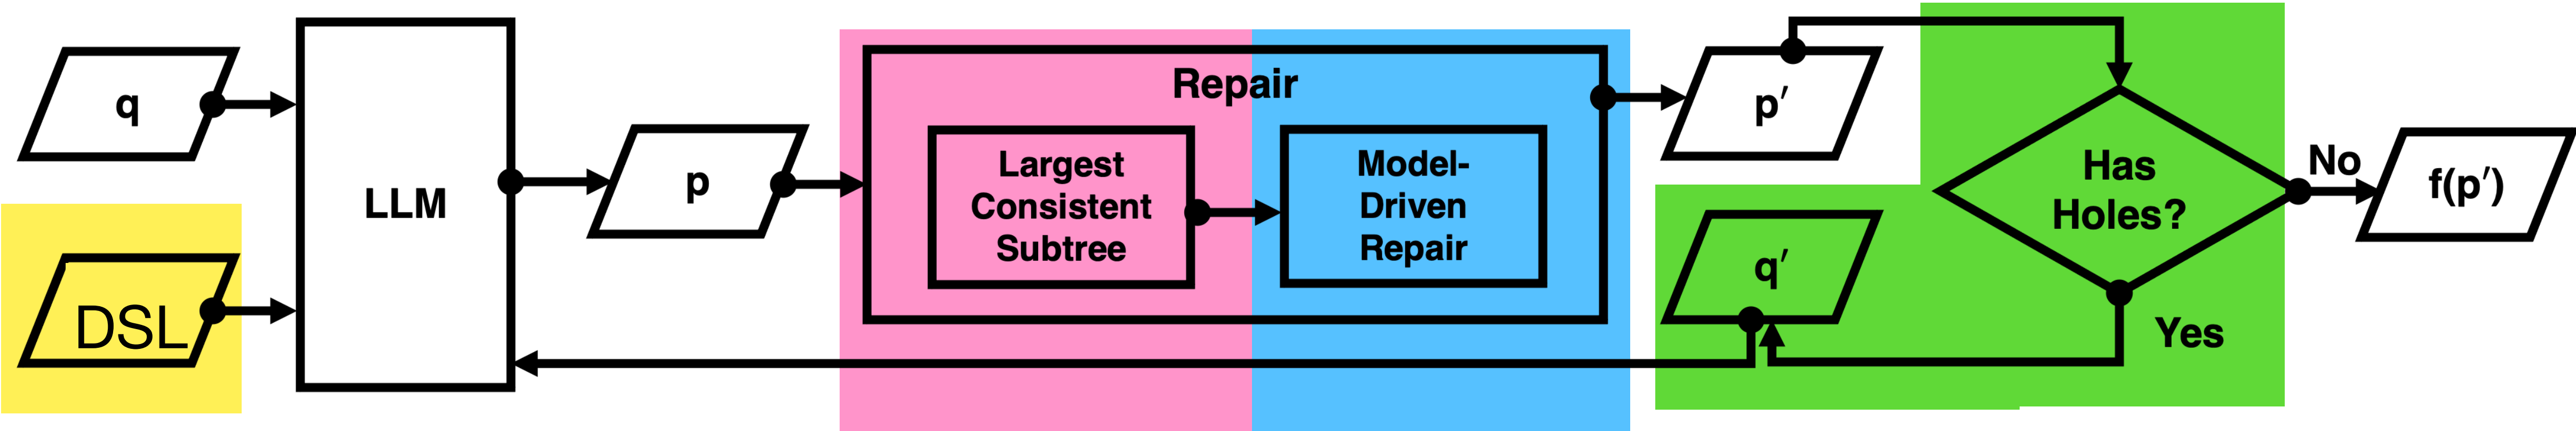 q
DSL
LLM
p
Repair
Largest
Consistent
Subtree
Model-
Driven
Repair
p′
q′
Has
Holes?
Yes
No
f(p′)